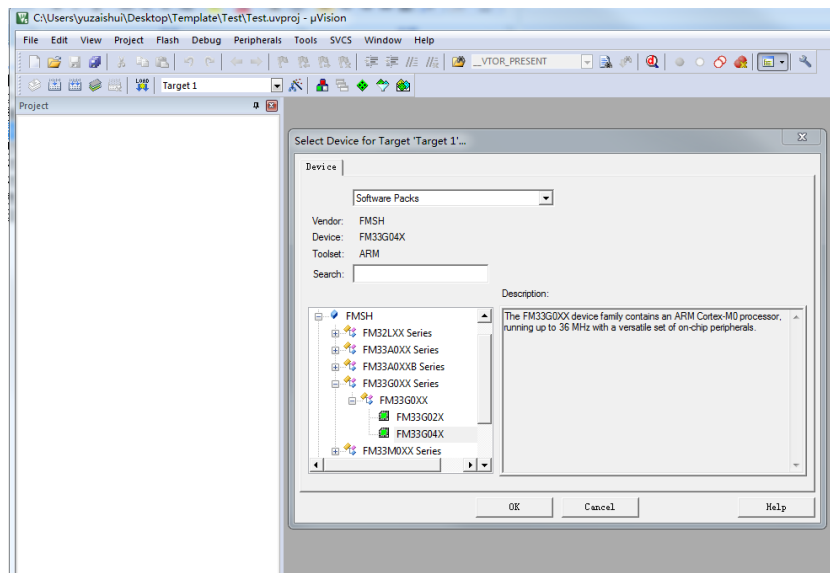 C:\Users\yuzaishui\Desktop\Template\Test\Test.uvproj - µVision
File Edit View Project Flash Debug Peripherals Tools SVCS Window Help
_VTOR_PRESENT
LOAD Target 1
Project
Select Device for Target 'Target 1'...
Device
Software Packs
Vendor: FMSH
Device: FM33G04X
Toolset: ARM
Search:
Description:
FMSH
FM32LXX Series
FM33A0XX Series
FM33A0XXB Series
FM33G0XX Series
FM33G0XX
FM33G02X
FM33G04X
FM33M0XX Series
The FM33G0XX device family contains an ARM Cortex-M0 processor,
running up to 36 MHz with a versatile set of on-chip peripherals.
OK Cancel Help